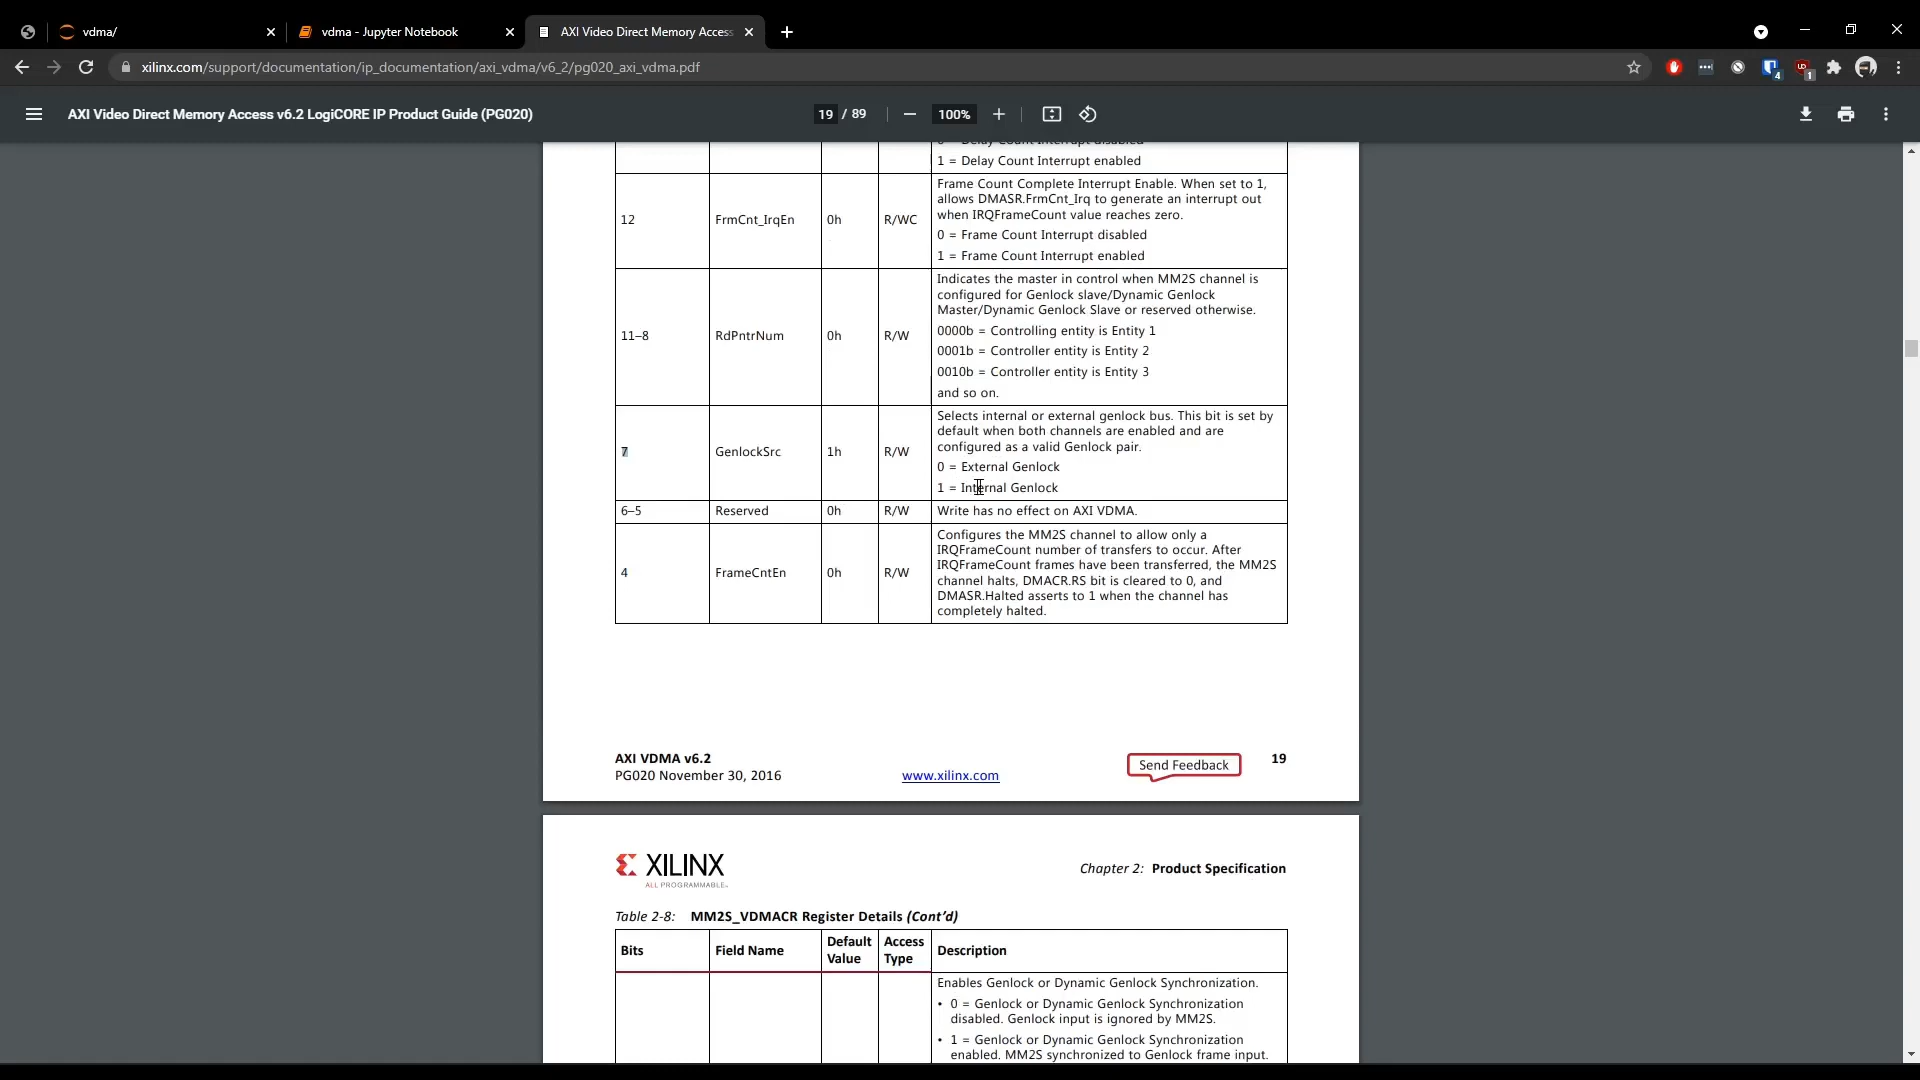 vdma/
vdma - Jupyter Notebook
AXI Video Direct Memory Access
xilinx.com/support/documentation/ip_documentation/axi_vdma/v6_2/pg020_axi_vdma.pdf
4
1
AXI Video Direct Memory Access v6.2 LogiCORE IP Product Guide (PG020)
19 / 89
100%
0 = Delay Count Interrupt disabled
1 = Delay Count Interrupt enabled
12
FrmCnt_IrqEn
0h
R/WC
Frame Count Complete Interrupt Enable. When set to 1,
allows DMASR.FrmCnt_Irq to generate an interrupt out
when IRQFrameCount value reaches zero.
0 = Frame Count Interrupt disabled
1 = Frame Count Interrupt enabled
11–8
RdPntrNum
0h
R/W
Indicates the master in control when MM2S channel is
configured for Genlock slave/Dynamic Genlock
Master/Dynamic Genlock Slave or reserved otherwise.
0000b = Controlling entity is Entity 1
0001b = Controller entity is Entity 2
0010b = Controller entity is Entity 3
and so on.
7
GenlockSrc
1h
R/W
Selects internal or external genlock bus. This bit is set by
default when both channels are enabled and are
configured as a valid Genlock pair.
0 = External Genlock
1 = Internal Genlock
6–5
Reserved
0h
R/W
Write has no effect on AXI VDMA.
4
FrameCntEn
0h
R/W
Configures the MM2S channel to allow only a
IRQFrameCount number of transfers to occur. After
IRQFrameCount frames have been transferred, the MM2S
channel halts, DMACR.RS bit is cleared to 0, and
DMASR.Halted asserts to 1 when the channel has
completely halted.
AXI VDMA v6.2
PG020 November 30, 2016
www.xilinx.com
Send Feedback
19
XILINX
ALL PROGRAMMABLE™
Chapter 2: Product Specification
Table 2-8: MM2S_VDMACR Register Details (Cont'd)
Bits
Field Name
Default
Value
Access
Type
Description
Enables Genlock or Dynamic Genlock Synchronization.
• 0 = Genlock or Dynamic Genlock Synchronization
disabled. Genlock input is ignored by MM2S.
• 1 = Genlock or Dynamic Genlock Synchronization
enabled. MM2S synchronized to Genlock frame input.